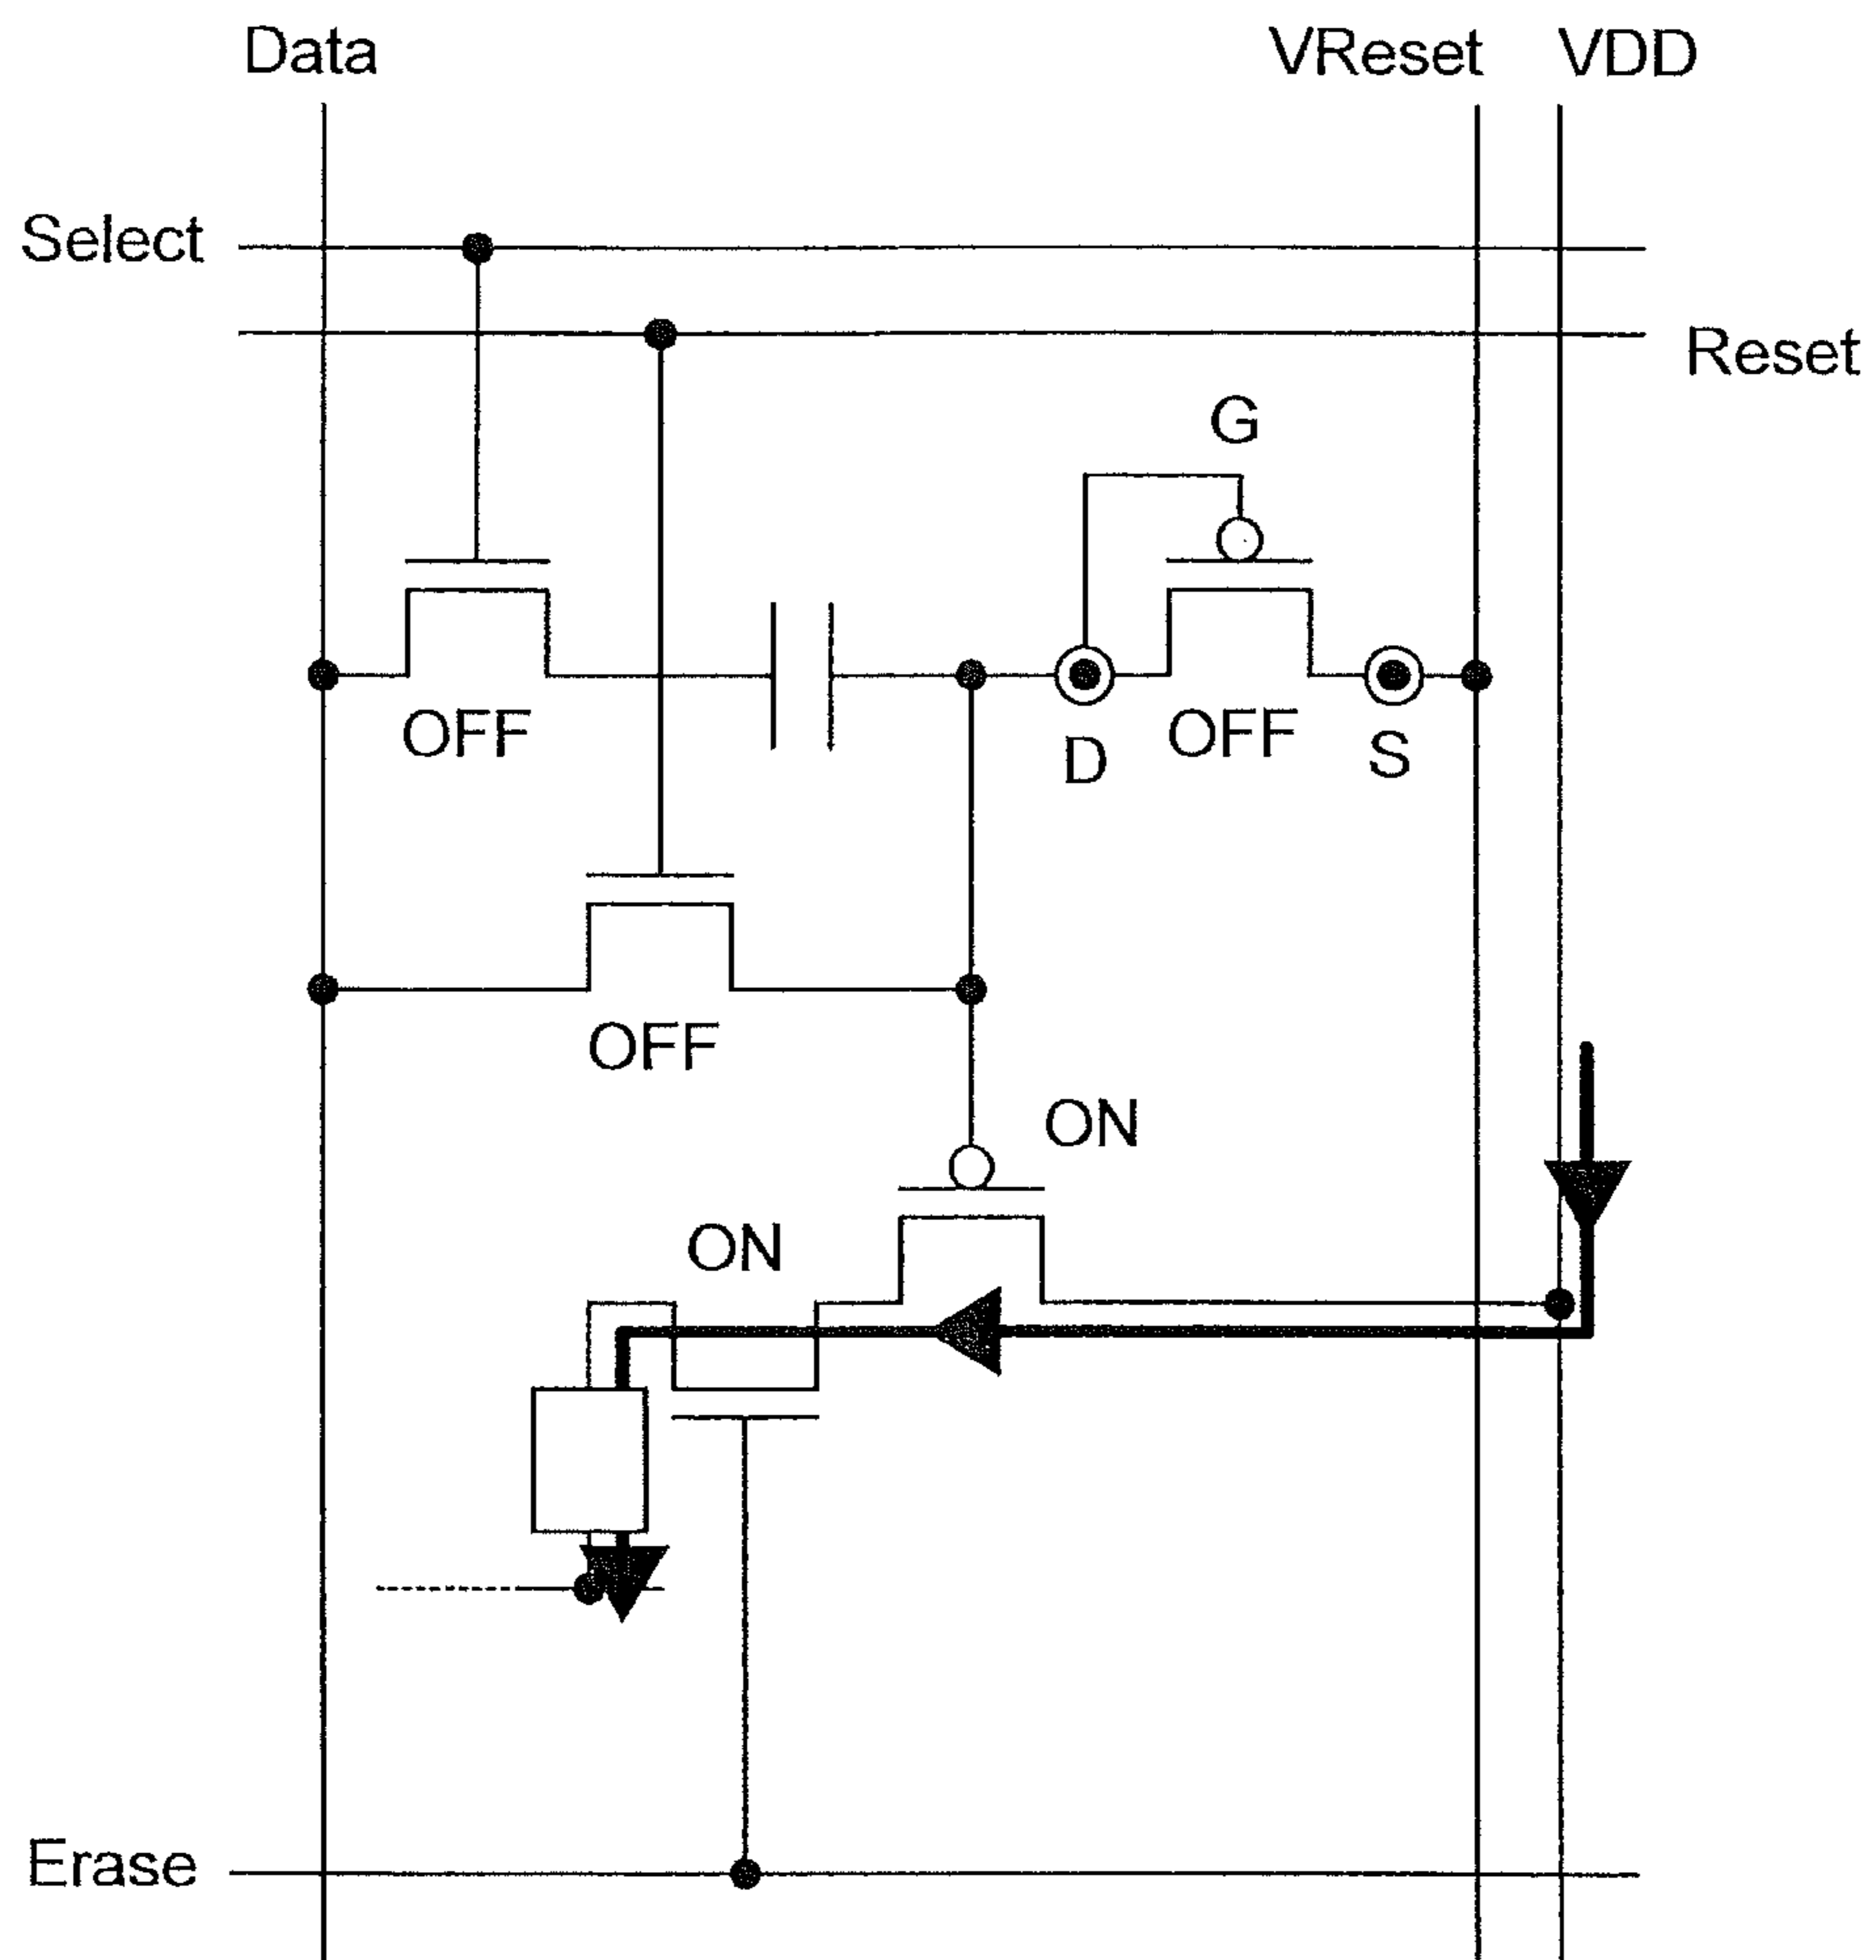 Data
VReset
VDD
Select
Reset
G
OFF
D
OFF
S
OFF
ON
ON
Erase